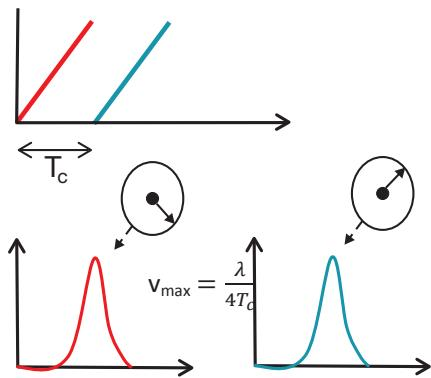 T_c
v_max = λ/4T_c